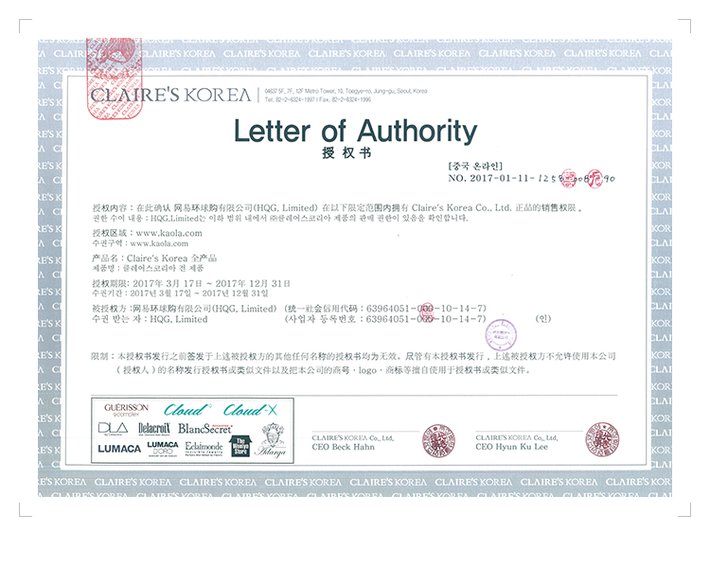 CLAIRE'S KOREA
04637 5F, 7F, 12F Metro Tower, 10, Toegye-ro, Jung-gu, Seoul, Korea
Tel. 82-2-6324-1997 | Fax. 82-2-6324-1996
Letter of Authority
授权书
[중국 온라인]
NO. 2017-01-11-
授权内容 : 在此确认 网易环球购有限公司(HQG, Limited) 在以下限定范围内拥有 Claire's Korea Co., Ltd. 正品的销售权限。
권한 수여 내용 : HQG,Limited는 이하 범위 내에서 ㈜클레어스코리아 제품의 판매 권한이 있음을 확인합니다.
授权区域 : www.kaola.com
수권구역 : www.kaola.com
产品名 : Claire's Korea 全产品
제품명 : 클레어스코리아 전 제품
授权期限: 2017年 3月 17日 ~ 2017年 12月 31日
수권기간 : 2017년 3월 17일 ~ 2017년 12월 31일
被授权方 : 网易环球购有限公司(HQG, Limited) (统一社会信用代码 : 63964051-000-10-14-7)
수권 받는 자 : HQG, Limited (사업자 등록번호 : 63964051-000-10-14-7) (인)
限制 : 本授权书发行之前签发于上述被授权方的其他任何名称的授权书均为无效。尽管有本授权书发行，上述被授权方不允许使用本公司
(授权人) 的名称发行授权书或类似文件以及把本公司的商号·logo·商标等擅自使用于授权书或类似文件。
GUÉRISSON
Cloud 9
Cloud-X
DLA
Delacroix
BlancSecret
LUMACA
LUMACA
D'ORO
Eclaimonde
CLAIRE'S KOREA Co., Ltd.
CEO Beck Hahn
CLAIRE'S KOREA Co., Ltd.
CEO Hyun Ku Lee